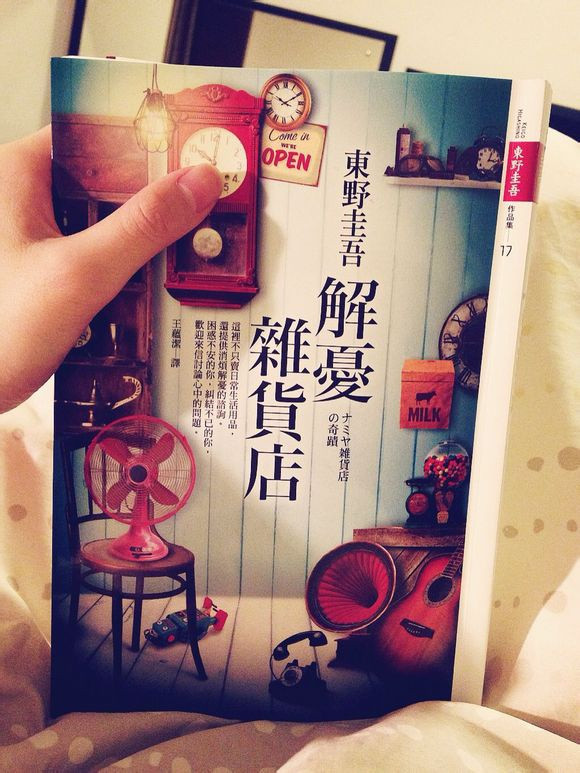 Come in
WE'RE
OPEN
東野圭吾
解憂
雜貨店
ナミヤ雑貨店
の奇蹟
這裡不只賣日常生活用品，
還提供消煩解憂的諮詢。
困惑不安的你，糾結不已的你，
歡迎來信討論心中的問題。
王蘊潔 譯
MILK
KEIGO
HIGASHINO
東野圭吾
作品集
17